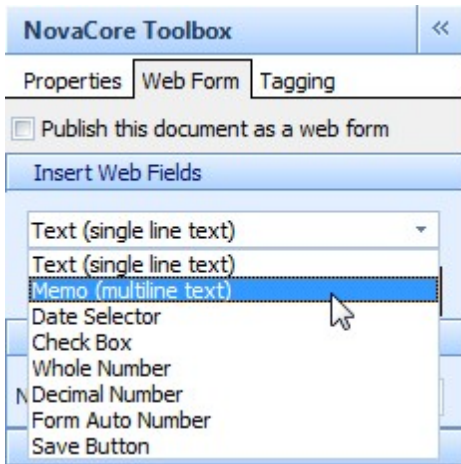 NovaCore Toolbox
Properties Web Form Tagging
Publish this document as a web form
Insert Web Fields
Text (single line text)
Text (single line text)
Memo (multiline text)
Date Selector
Check Box
Whole Number
Decimal Number
Form Auto Number
Save Button